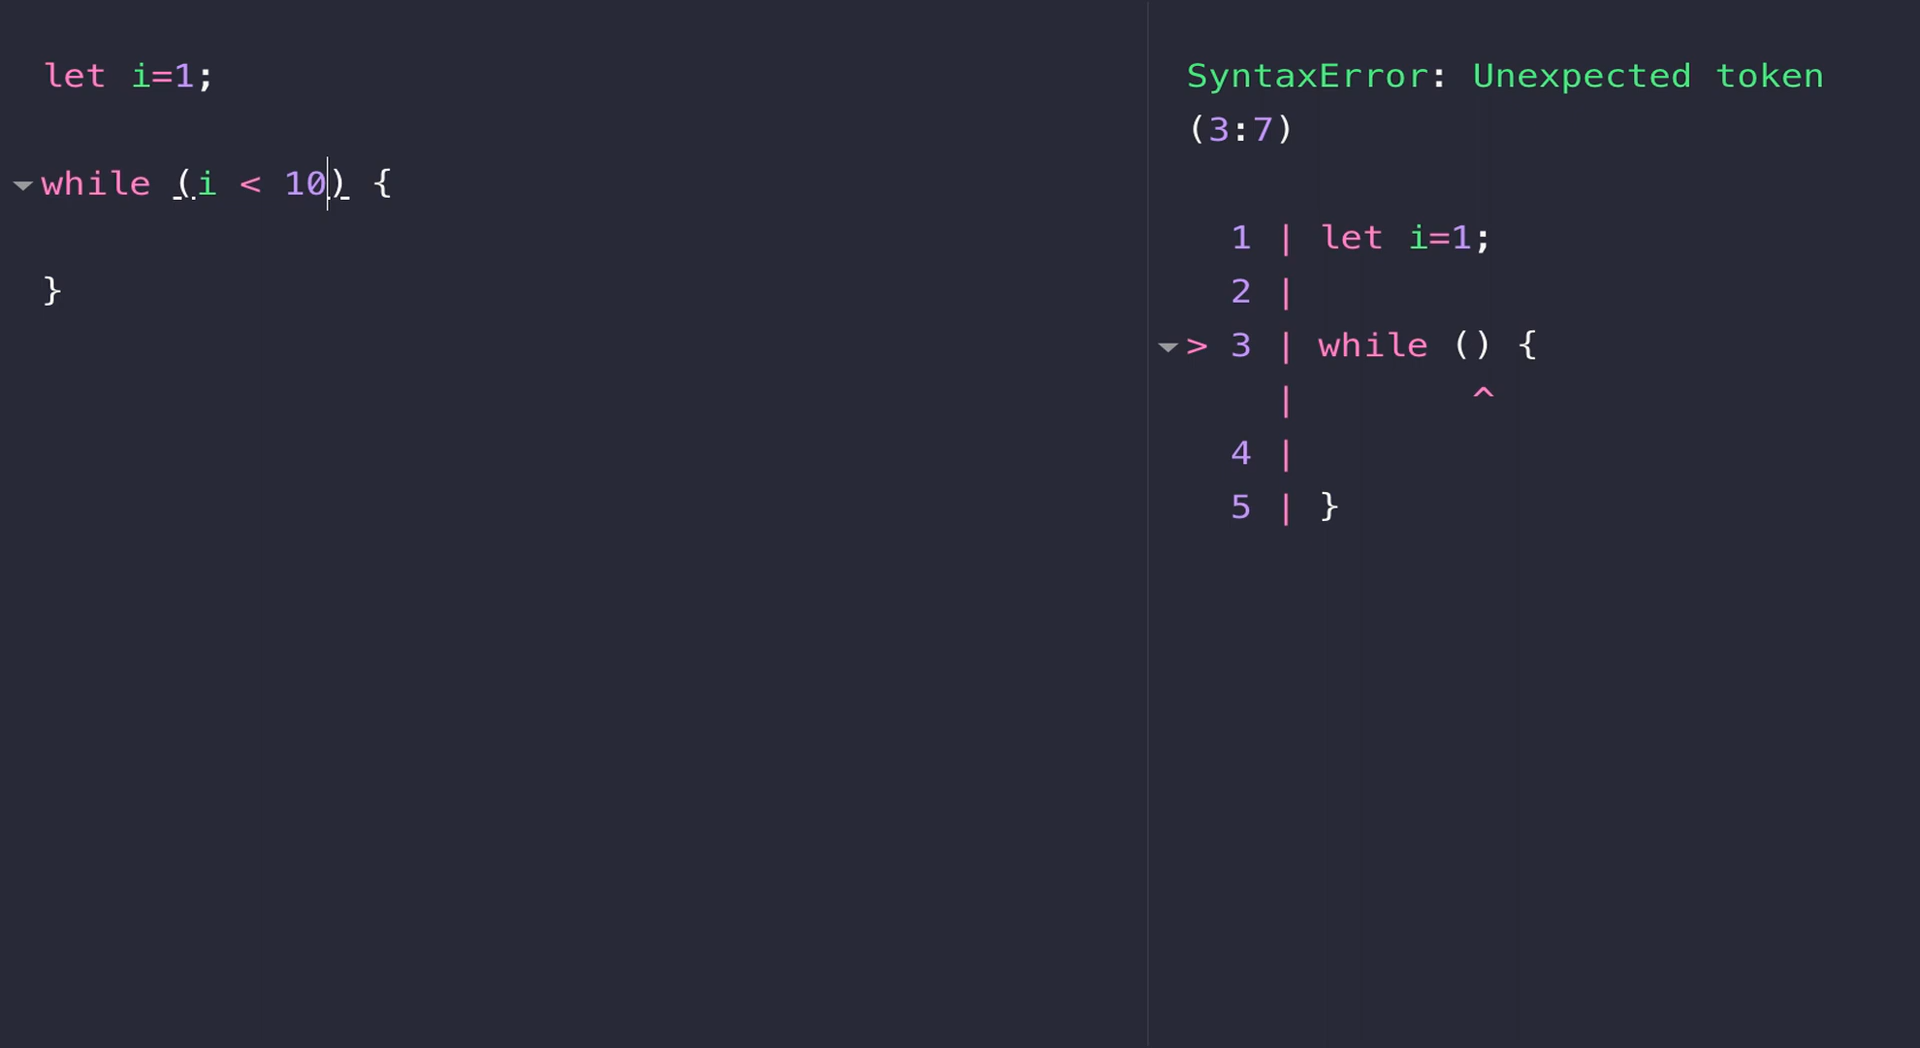 let i=1;
while (i < 10) {
}
SyntaxError: Unexpected token
(3:7)
1 | let i=1;
2 |
> 3 | while () {
| ^
4 |
5 | }